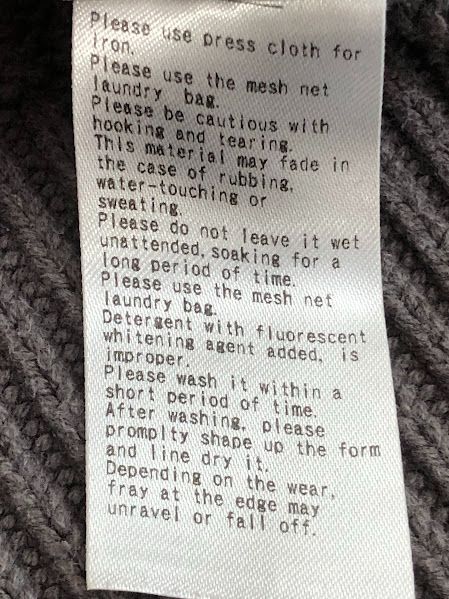 Please use press cloth for
iron.
Please use the mesh net
laundry bag.
Please be cautious with
hooking and tearing.
This material may fade in
the case of rubbing,
water-touching or
sweating.
Please do not leave it wet
unattended, soaking for a
long period of time.
Please use the mesh net
laundry bag.
Detergent with fluorescent
whitening agent added, is
improper.
Please wash it within a
short period of time.
After washing, please
promplty shape up the form
and line dry it.
Depending on the wear,
fray at the edge may
unravel or fall off.